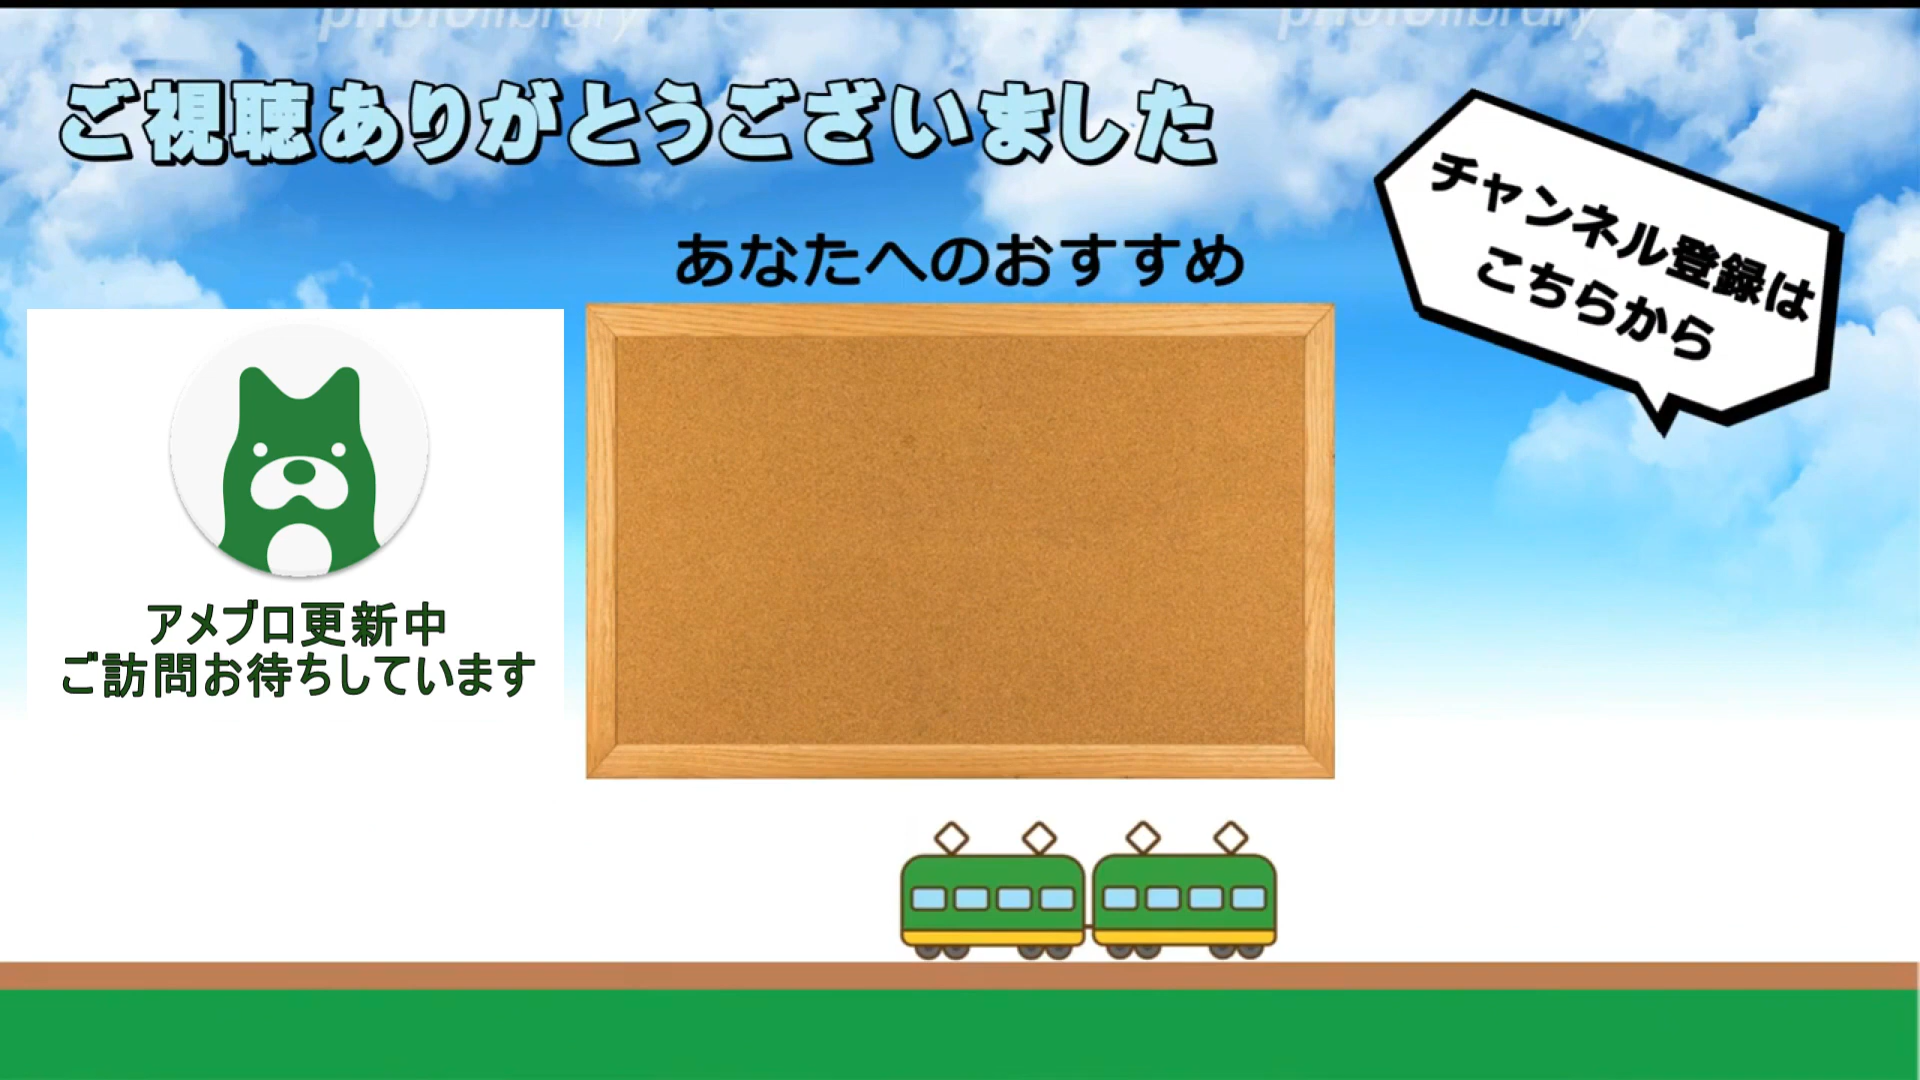 photolibrary photolibrary
ご視聴ありがとうございました
チャンネル登録は
こちらから
あなたへのおすすめ
アメブロ更新中
ご訪問お待ちしています